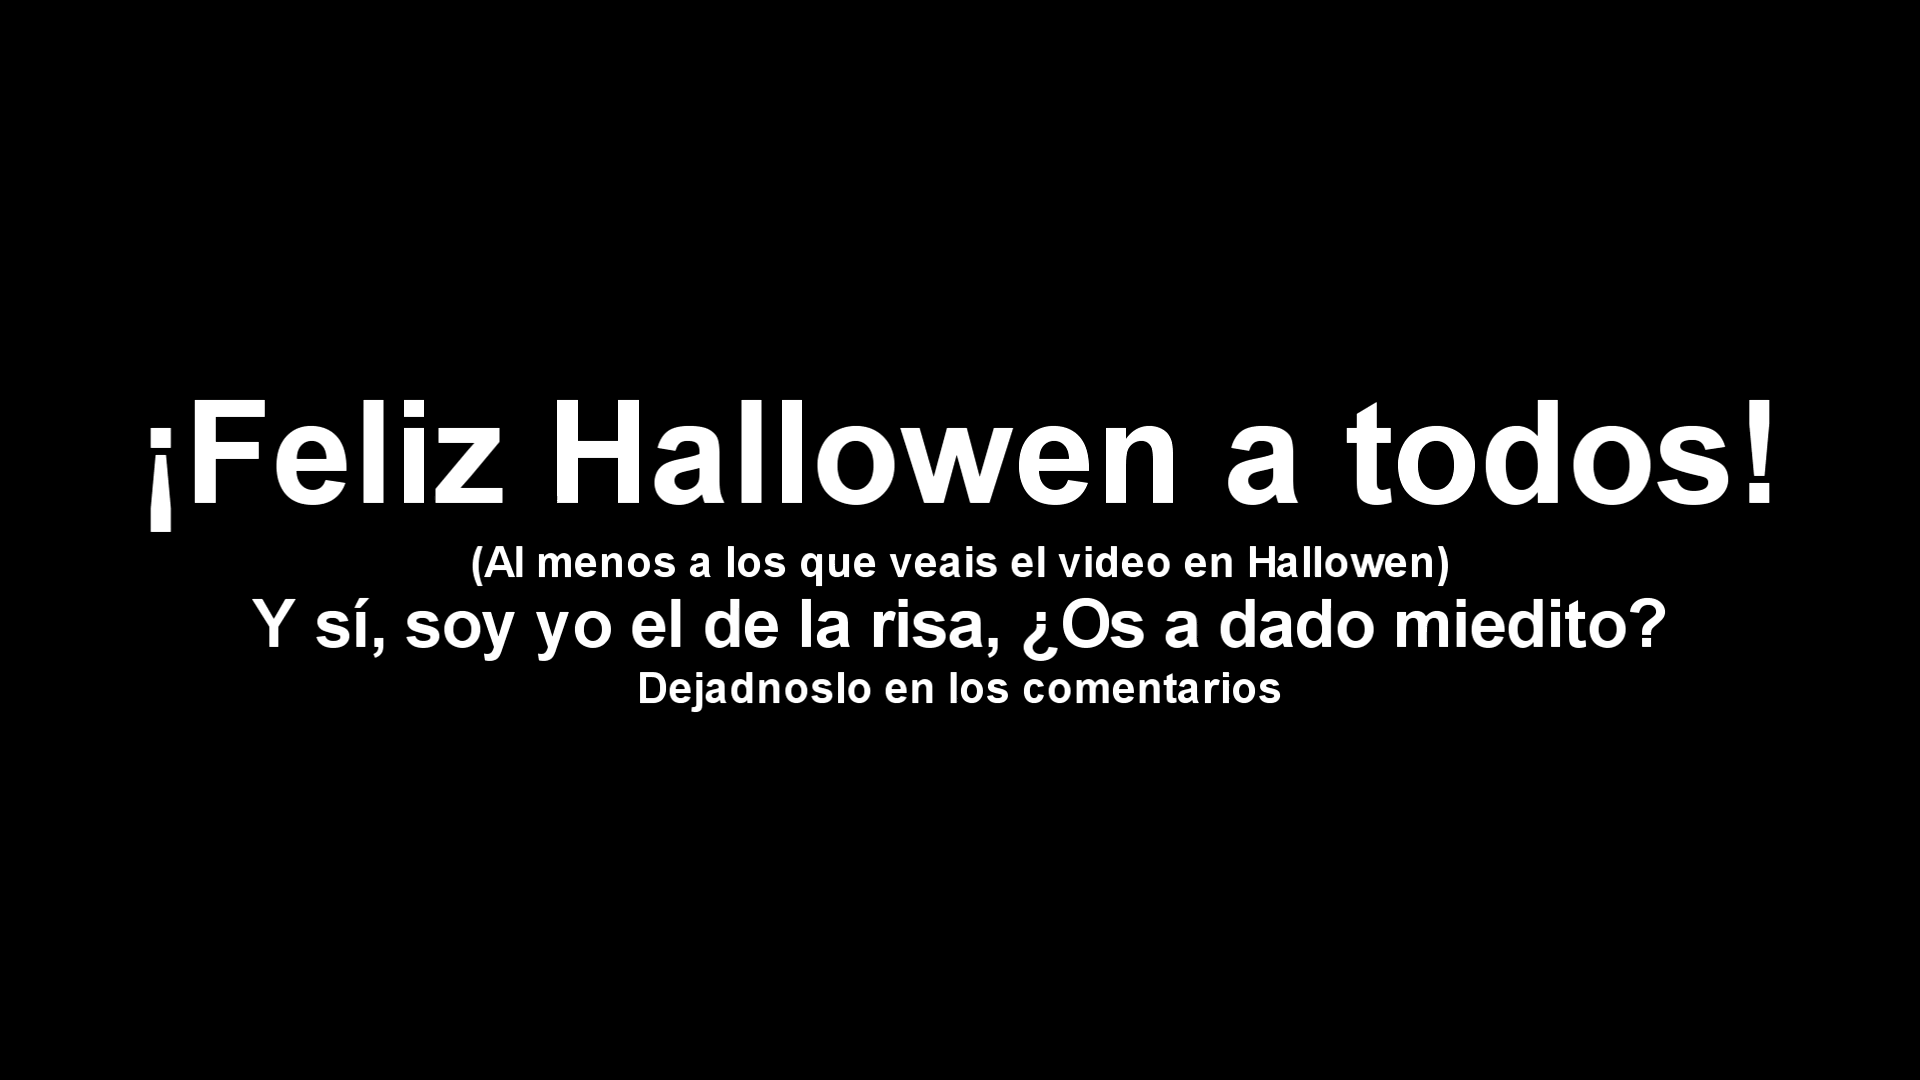 ¡Feliz Hallowen a todos!
(Al menos a los que veais el video en Hallowen)
Y sí, soy yo el de la risa, ¿Os a dado miedito?
Dejadnoslo en los comentarios